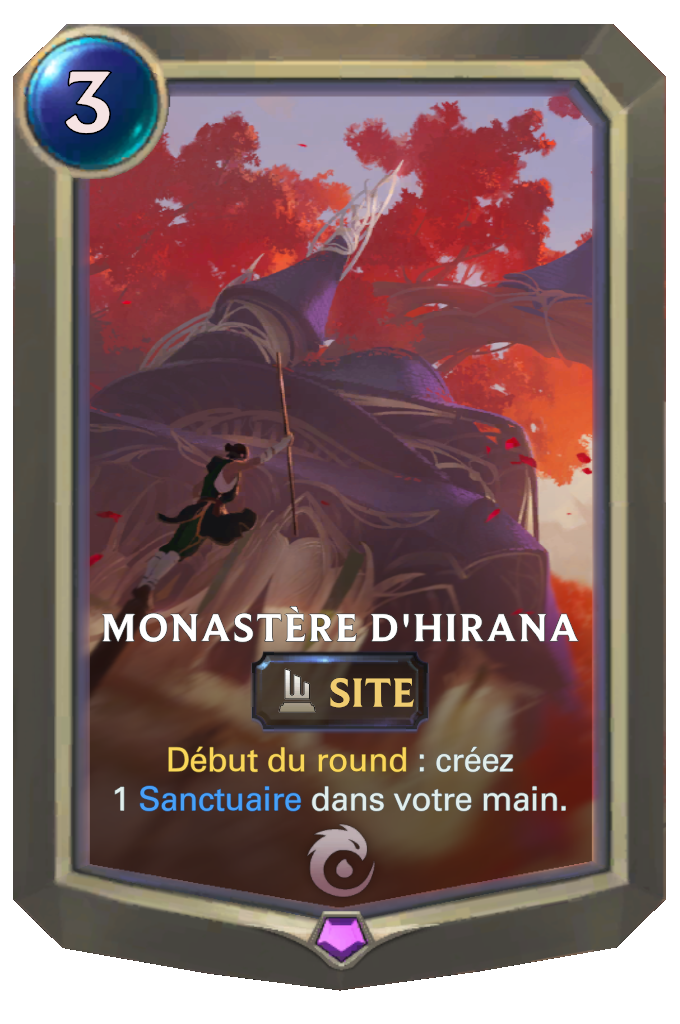 3
MONASTÈRE D'HIRANA
SITE
Début du round : créez
1 Sanctuaire dans votre main.